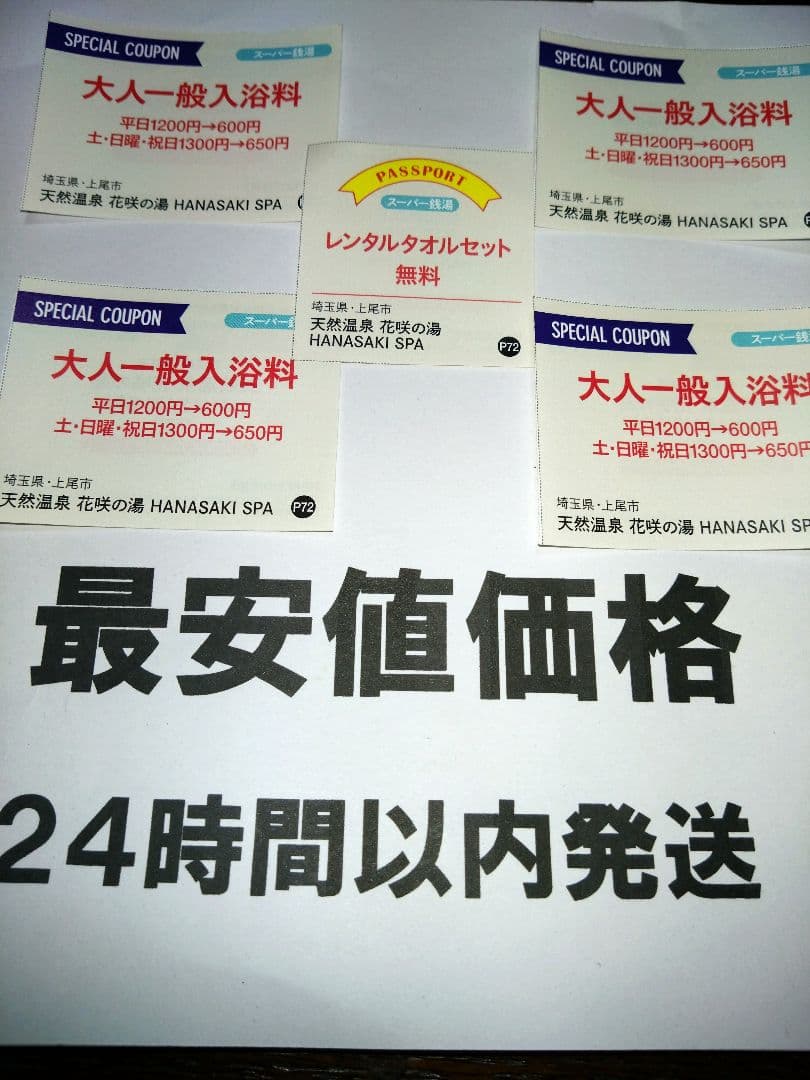 SPECIAL COUPON
スーパー銭湯
大人一般入浴料
平日1200円→600円
土・日曜・祝日1300円→650円
埼玉県・上尾市
天然温泉 花咲の湯 HANASAKI SPA
SPECIAL COUPON
スーパー銭湯
大人一般入浴料
平日1200円→600円
土・日曜・祝日1300円→650円
埼玉県・上尾市
天然温泉 花咲の湯 HANASAKI SPA
PASSPORT
スーパー銭湯
レンタルタオルセット
無料
埼玉県・上尾市
天然温泉 花咲の湯
HANASAKI SPA
P72
SPECIAL COUPON
スーパー銭
大人一般入浴料
平日1200円→600円
土・日曜・祝日1300円→650円
埼玉県・上尾市
天然温泉 花咲の湯 HANASAKI SPA
P72
SPECIAL COUPON
スーパー銭
大人一般入浴料
平日1200円→600円
土・日曜・祝日1300円→650円
埼玉県・上尾市
天然温泉 花咲の湯 HANASAKI SP
最安値価格
24時間以内発送